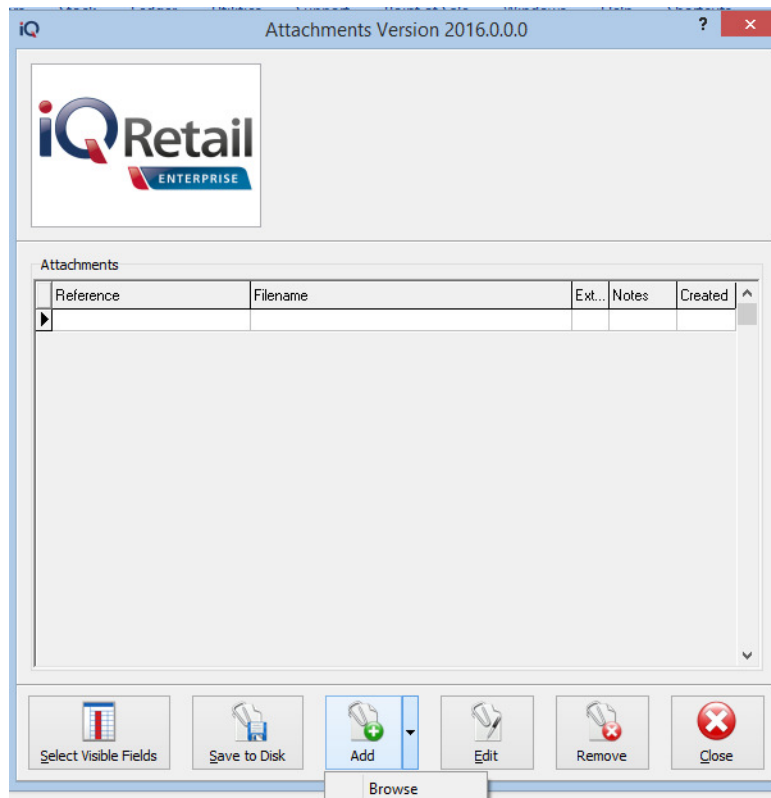 iQ Attachments Version 2016.0.0.0 ? ×
iQ Retail
ENTERPRISE
Attachments
Reference Filename Ext... Notes Created
Select Visible Fields Save to Disk Add Edit Remove Close
Browse